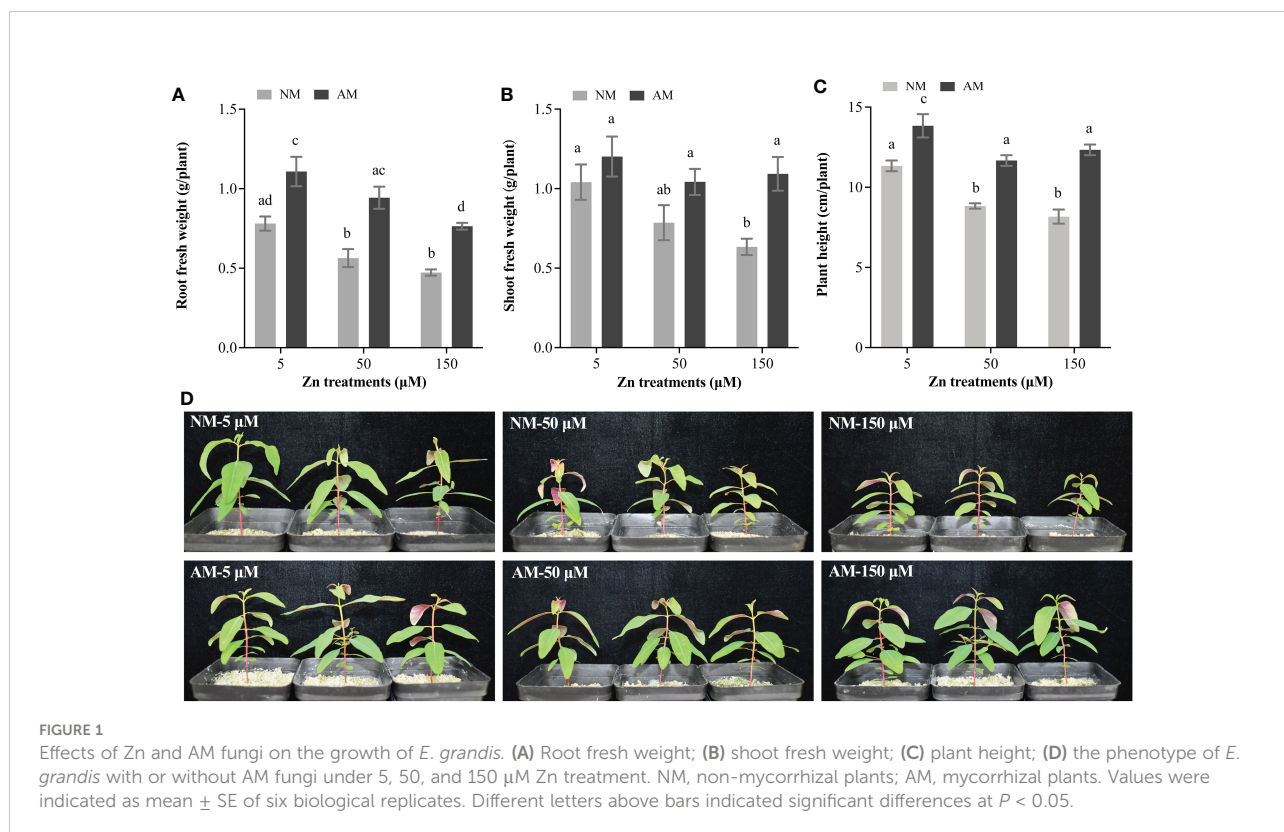 A
NM AM
Root fresh weight (g/plant)
1.5
1.0
0.5
0.0
ad c b ac b d
5 50 150
Zn treatments (µM)
B
NM AM
Shoot fresh weight (g/plant)
1.5
1.0
0.5
0.0
a a ab a b a
5 50 150
Zn treatments (µM)
C
NM AM
Plant height (cm/plant)
15
10
5
0
a c b a b a
5 50 150
Zn treatments (µM)
D
NM-5 µM NM-50 µM NM-150 µM
AM-5 µM AM-50 µM AM-150 µM
FIGURE 1
Effects of Zn and AM fungi on the growth of E. grandis. (A) Root fresh weight; (B) shoot fresh weight; (C) plant height; (D) the phenotype of E.
grandis with or without AM fungi under 5, 50, and 150 µM Zn treatment. NM, non-mycorrhizal plants; AM, mycorrhizal plants. Values were
indicated as mean ± SE of six biological replicates. Different letters above bars indicated significant differences at P < 0.05.